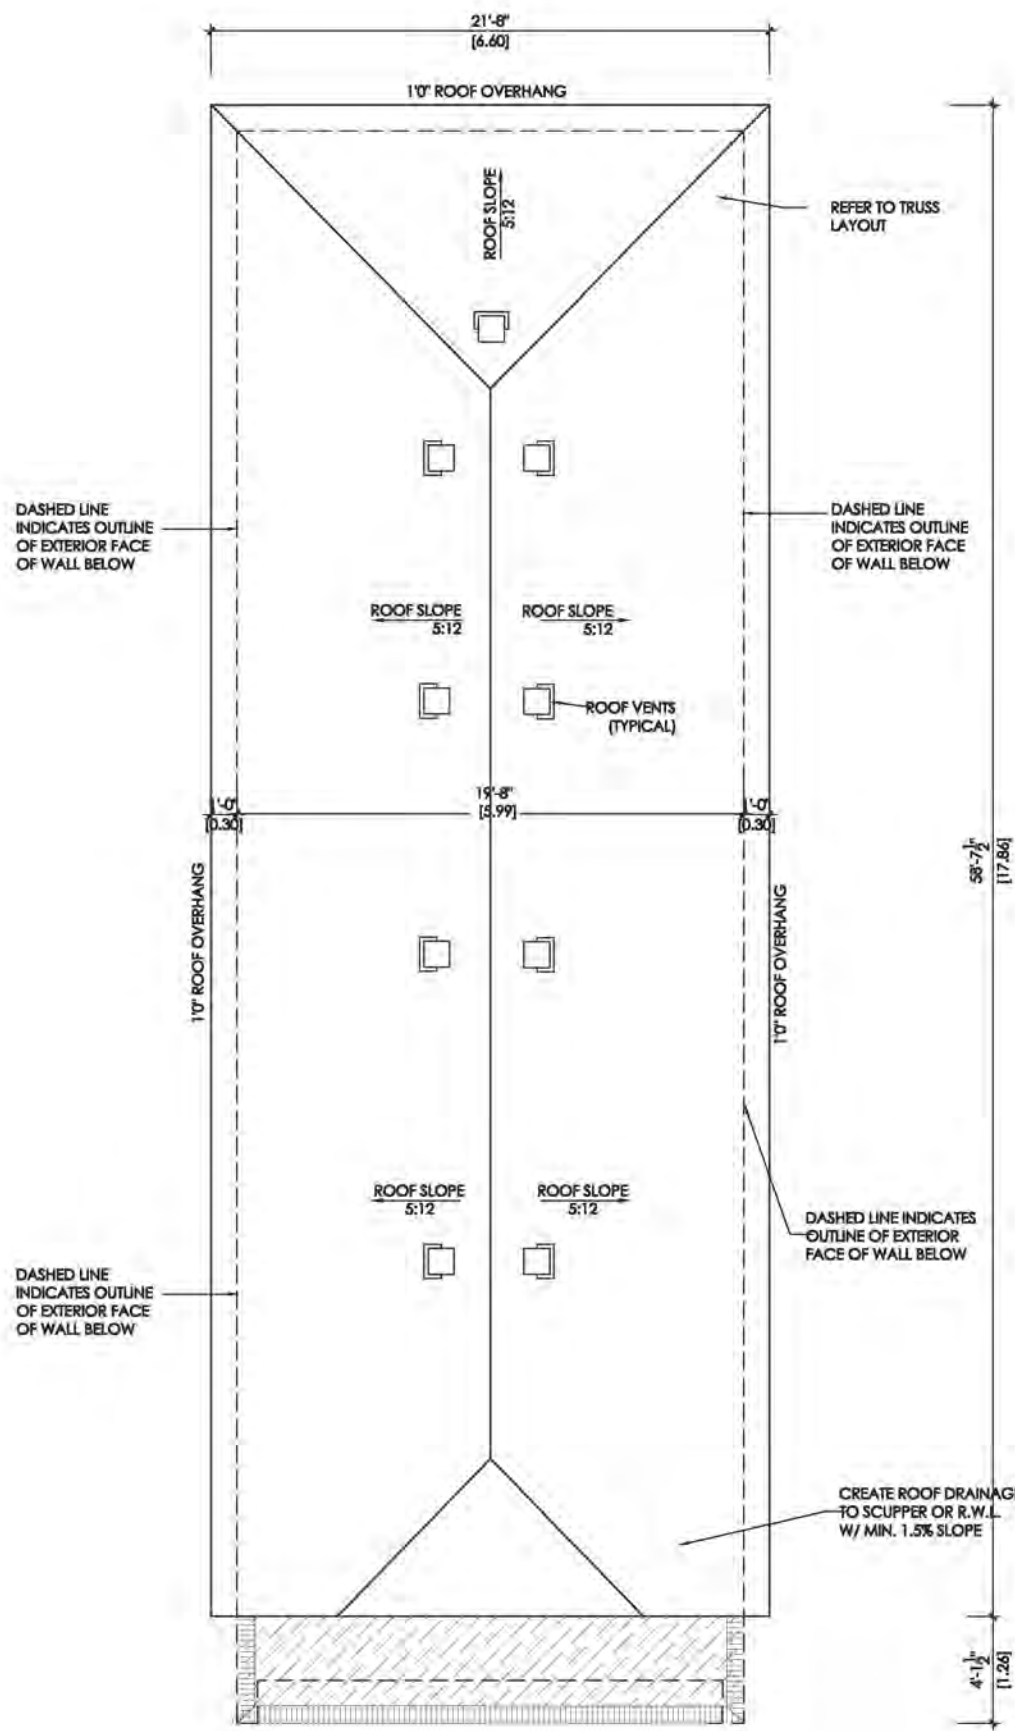 21'-8"
[6.60]
1'0" ROOF OVERHANG
ROOF SLOPE
5:12
REFER TO TRUSS
LAYOUT
DASHED LINE
INDICATES OUTLINE
OF EXTERIOR FACE
OF WALL BELOW
DASHED LINE
INDICATES OUTLINE
OF EXTERIOR FACE
OF WALL BELOW
ROOF SLOPE
5:12
ROOF SLOPE
5:12
ROOF VENTS
(TYPICAL)
19'-8"
[5.99]
[0.30]
[0.30]
58'-7½"
[17.86]
1'0" ROOF OVERHANG
1'0" ROOF OVERHANG
ROOF SLOPE
5:12
ROOF SLOPE
5:12
DASHED LINE INDICATES
OUTLINE OF EXTERIOR
FACE OF WALL BELOW
DASHED LINE
INDICATES OUTLINE
OF EXTERIOR FACE
OF WALL BELOW
CREATE ROOF DRAINAGE
TO SCUPPER OR R.W.L.
W/ MIN. 1.5% SLOPE
4'-1½"
[1.26]